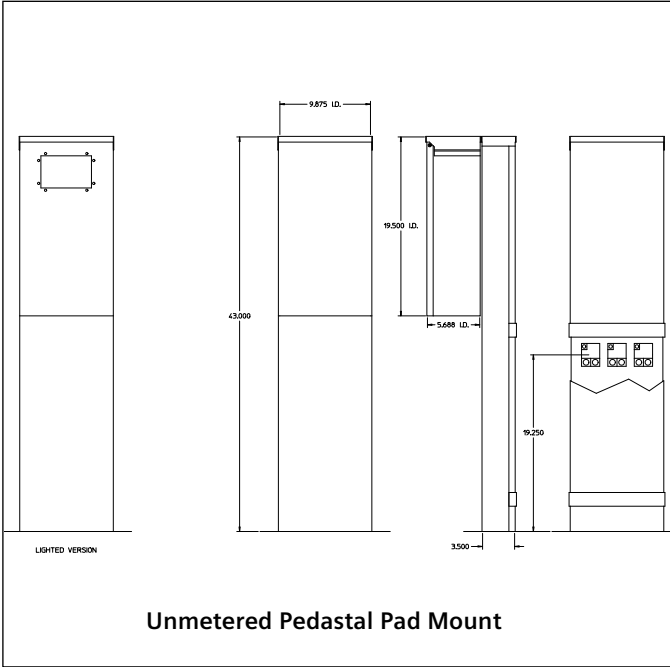 9.875 I.D.
19.500 I.D.
43.000
5.688 I.D.
19.250
LIGHTED VERSION
3.500
Unmetered Pedastal Pad Mount